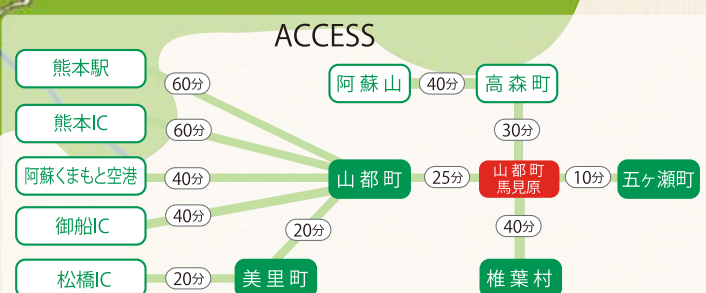 ACCESS
熊本駅
60分
阿蘇山
40分
高森町
熊本IC
60分
30分
阿蘇くまもと空港
40分
山都町
25分
山都町
馬見原
10分
五ヶ瀬町
御船IC
40分
20分
40分
松橋IC
20分
美里町
椎葉村